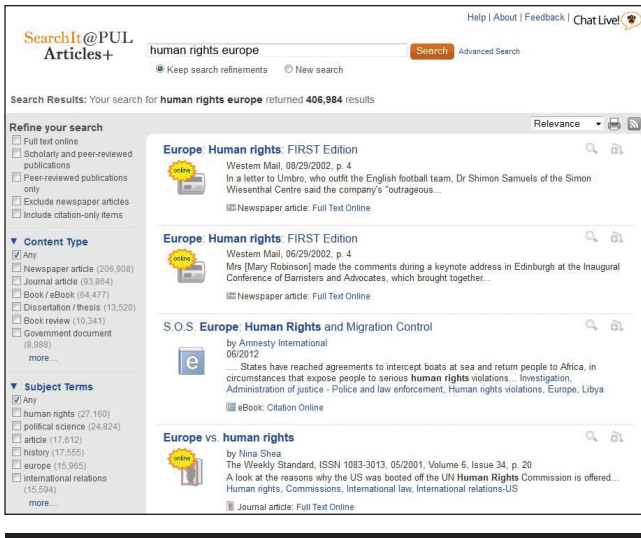 Help | About | Feedback | Chat Live!
SearchIt@PUL
Articles+
human rights europe
Search
Advanced Search
Keep search refinements
New search
Search Results: Your search for human rights europe returned 406,984 results
Relevance
Refine your search
Full text online
Scholarly and peer-reviewed
publications
Peer-reviewed publications
only
Exclude newspaper articles
Include citation-only items
Content Type
Any
Newspaper article (206,908)
Journal article (93,864)
Book / eBook (64,477)
Dissertation / thesis (13,520)
Book review (10,341)
Government document
(8,988)
more...
Subject Terms
Any
human rights (27,160)
political science (24,824)
article (17,612)
history (17,555)
europe (15,965)
international relations
(15,594)
more...
Europe: Human rights: FIRST Edition
online
Western Mail, 08/29/2002, p. 4
In a letter to Umbro, who outfit the English football team, Dr Shimon Samuels of the Simon
Wiesenthal Centre said the company's "outrageous...
Newspaper article: Full Text Online
Europe: Human rights: FIRST Edition
online
Western Mail, 06/29/2002, p. 4
Mrs [Mary Robinson] made the comments during a keynote address in Edinburgh at the Inaugural
Conference of Barristers and Advocates, which brought together...
Newspaper article: Full Text Online
S.O.S. Europe: Human Rights and Migration Control
e
by Amnesty International
06/2012
.... States have reached agreements to intercept boats at sea and return people to Africa, in
circumstances that expose people to serious human rights violations... Investigation,
Administration of justice - Police and law enforcement, Human rights violations, Europe, Libya
eBook: Citation Online
Europe vs. human rights
online
by Nina Shea
The Weekly Standard, ISSN 1083-3013, 05/2001, Volume 6, Issue 34, p. 20
A look at the reasons why the US was booted off the UN Human Rights Commission is offered...
Human rights, Commissions, International law, International relations-US
Journal article: Full Text Online